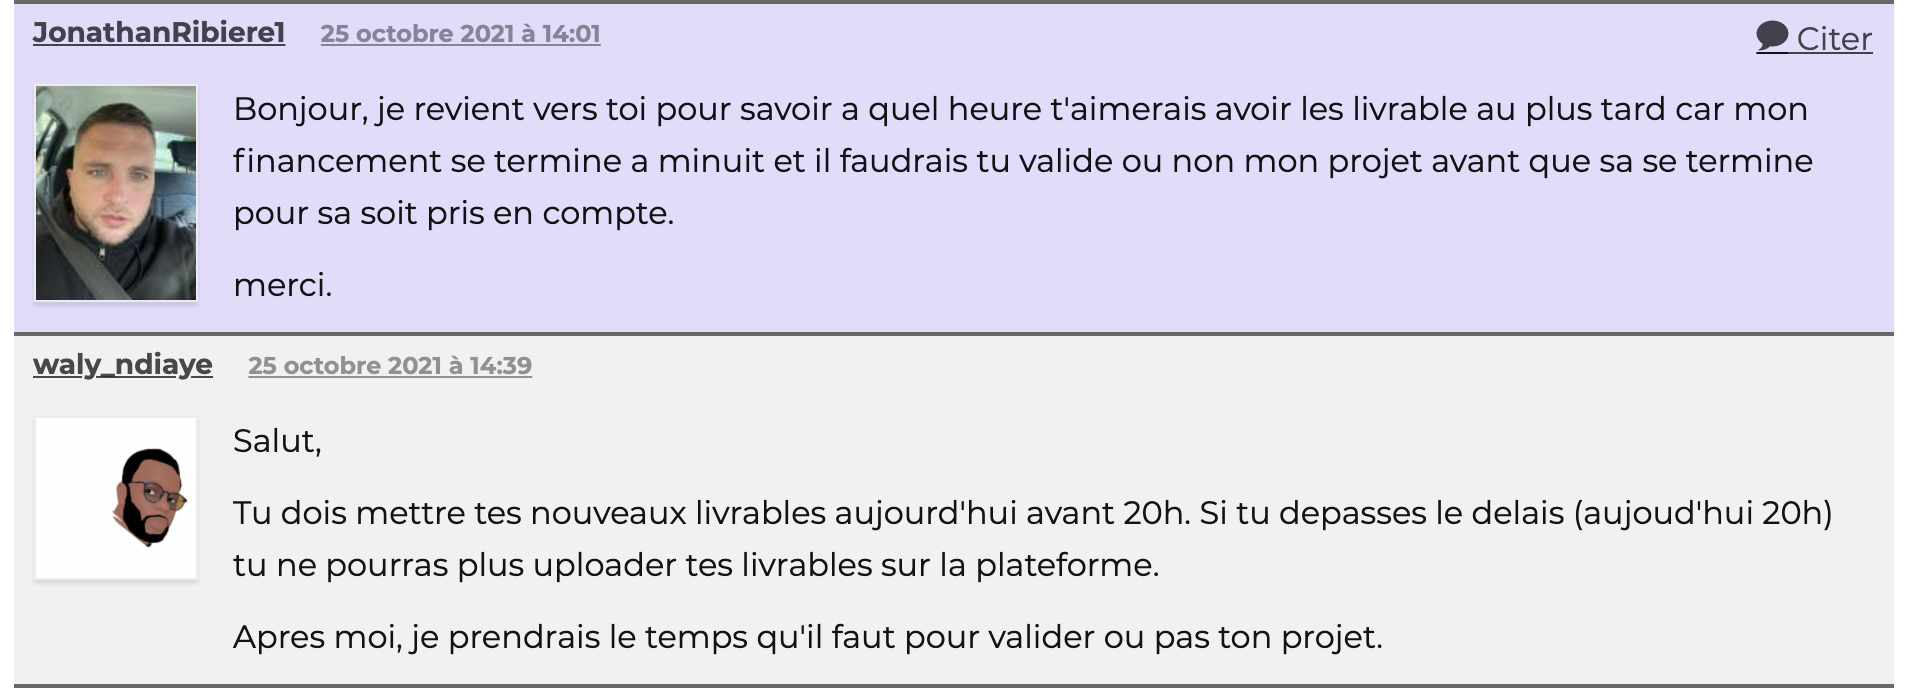 JonathanRibiere1 25 octobre 2021 à 14:01 Citer
Bonjour, je revient vers toi pour savoir a quel heure t'aimerais avoir les livrable au plus tard car mon
financement se termine a minuit et il faudrais tu valide ou non mon projet avant que sa se termine
pour sa soit pris en compte.
merci.
waly_ndiaye 25 octobre 2021 à 14:39
Salut,
Tu dois mettre tes nouveaux livrables aujourd'hui avant 20h. Si tu depasses le delais (aujoud'hui 20h)
tu ne pourras plus uploader tes livrables sur la plateforme.
Apres moi, je prendrais le temps qu'il faut pour valider ou pas ton projet.